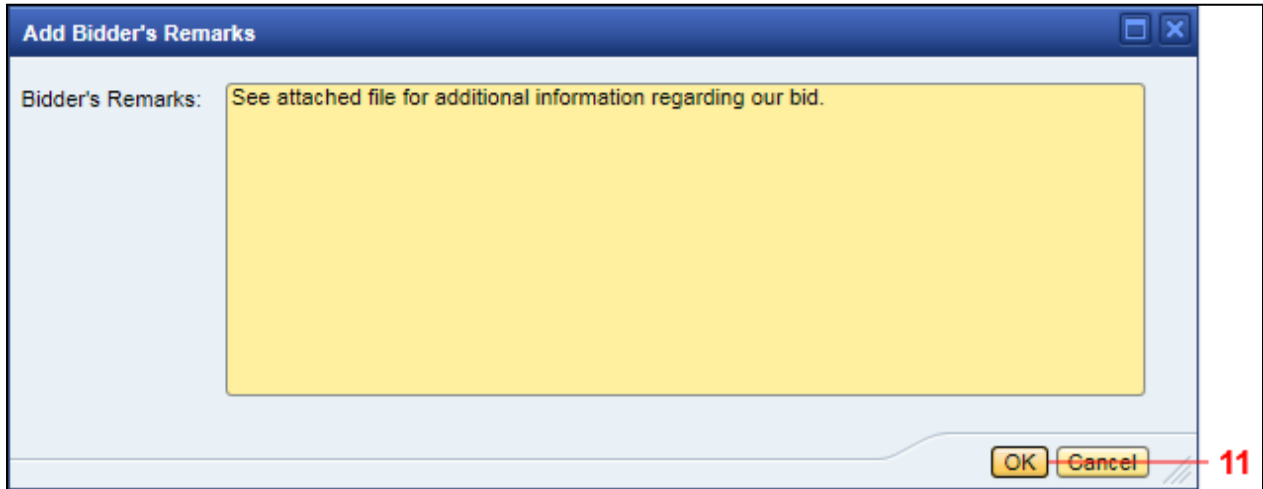 Add Bidder's Remarks
Bidder's Remarks: See attached file for additional information regarding our bid.
OK Cancel 11